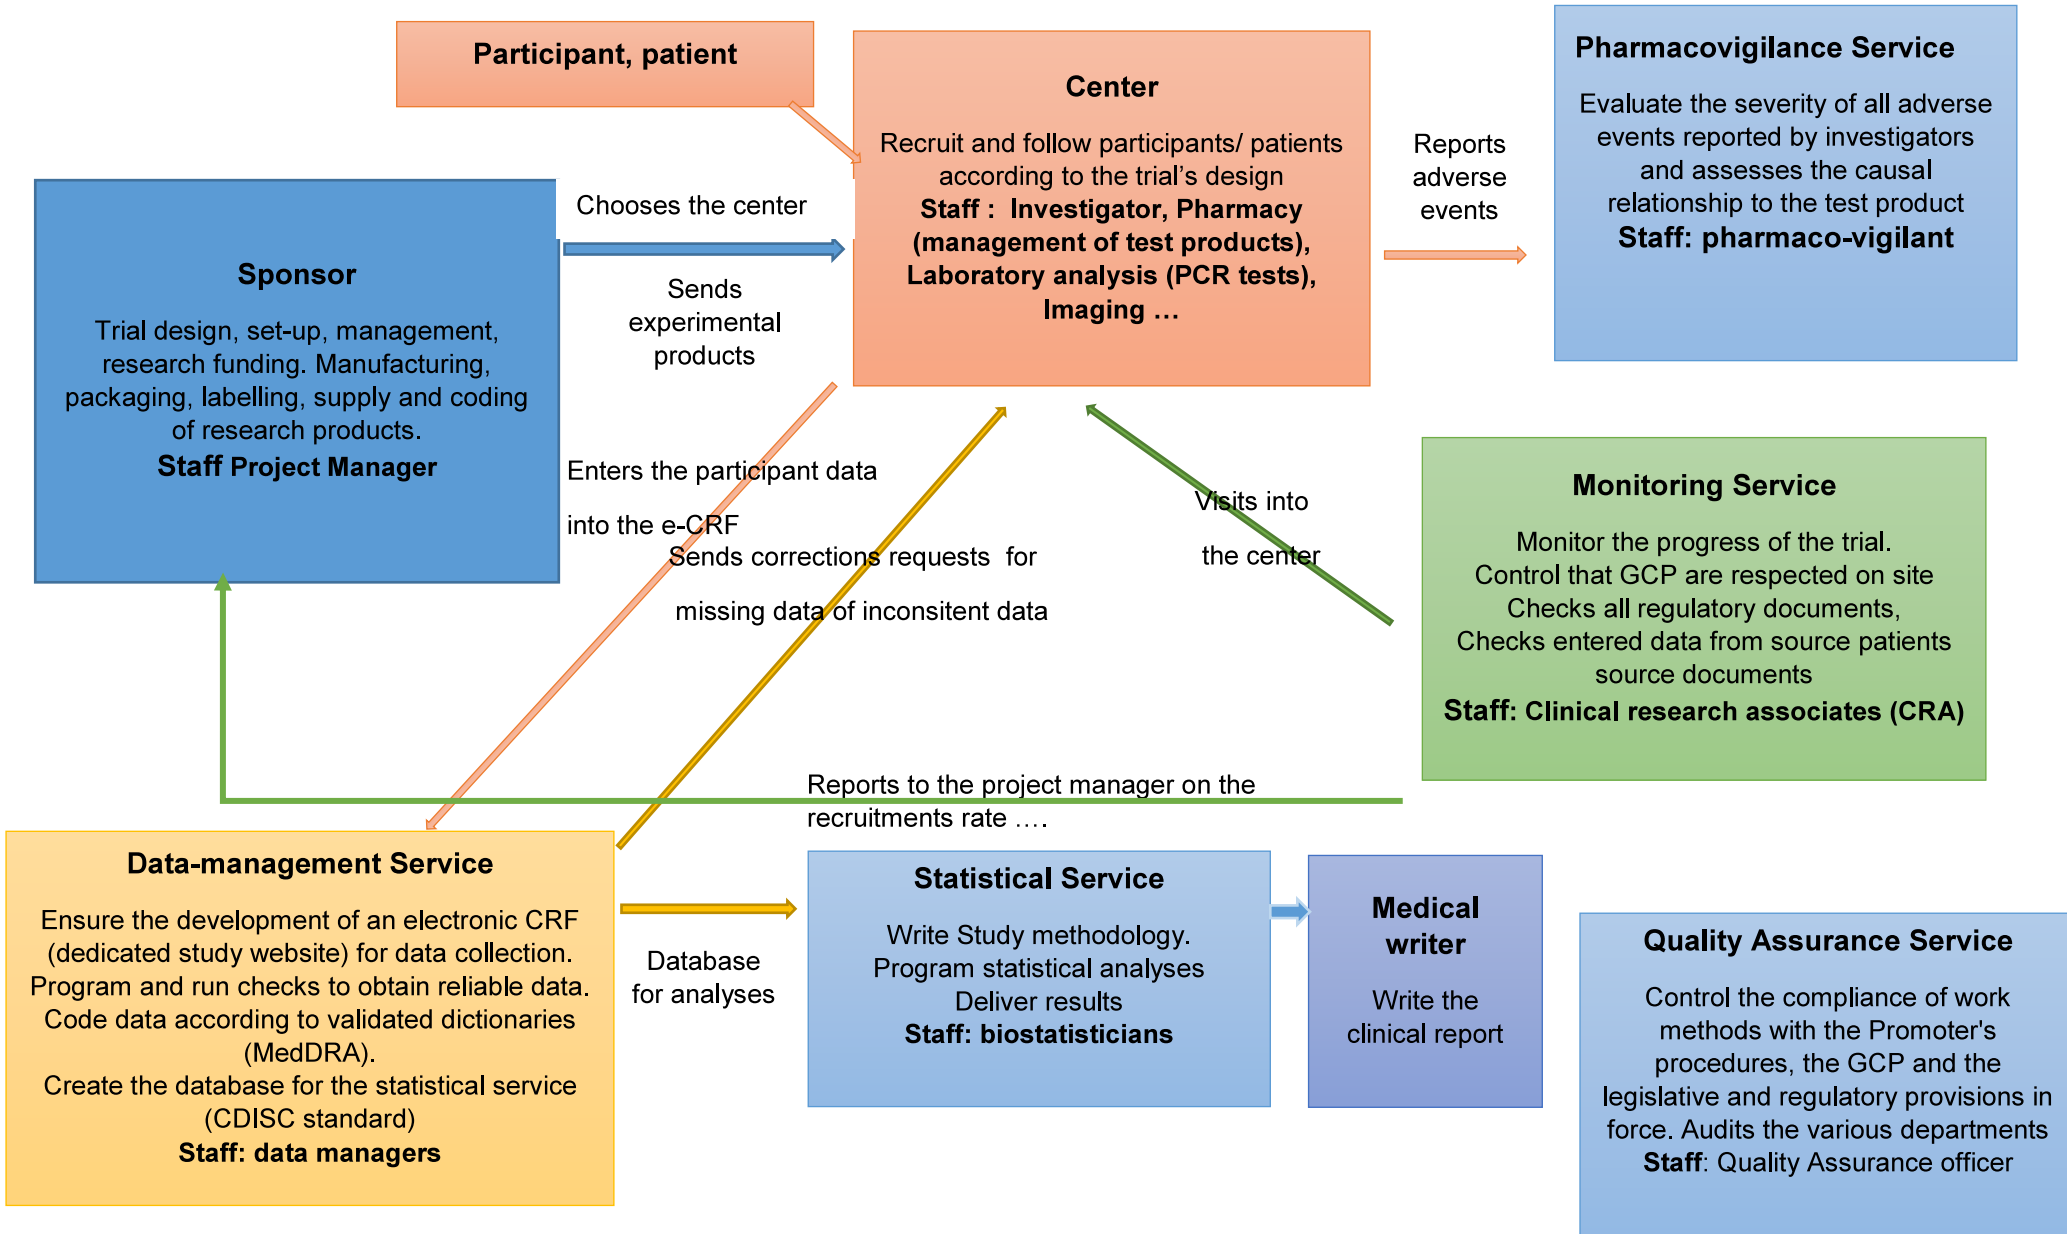 Participant, patient
Center
Recruit and follow participants/ patients
according to the trial's design
Staff :  Investigator, Pharmacy
(management of test products),
Laboratory analysis (PCR tests),
Imaging …
Pharmacovigilance Service
Evaluate the severity of all adverse
events reported by investigators
and assesses the causal
relationship to the test product
Staff: pharmaco-vigilant
Reports
adverse
events
Chooses the center
Sends
experimental
products
Sponsor
Trial design, set-up, management,
research funding. Manufacturing,
packaging, labelling, supply and coding
of research products.
Staff Project Manager
Enters the participant data
into the e-CRF
Sends corrections requests  for
missing data of inconsitent data
Visits into
the center
Monitoring Service
Monitor the progress of the trial.
Control that GCP are respected on site
Checks all regulatory documents,
Checks entered data from source patients
source documents
Staff: Clinical research associates (CRA)
Reports to the project manager on the
recruitments rate ….
Data-management Service
Ensure the development of an electronic CRF
(dedicated study website) for data collection.
Program and run checks to obtain reliable data.
Code data according to validated dictionaries
(MedDRA).
Create the database for the statistical service
(CDISC standard)
Staff: data managers
Database
for analyses
Statistical Service
Write Study methodology.
Program statistical analyses
Deliver results
Staff: biostatisticians
Medical
writer
Write the
clinical report
Quality Assurance Service
Control the compliance of work
methods with the Promoter's
procedures, the GCP and the
legislative and regulatory provisions in
force. Audits the various departments
Staff: Quality Assurance officer